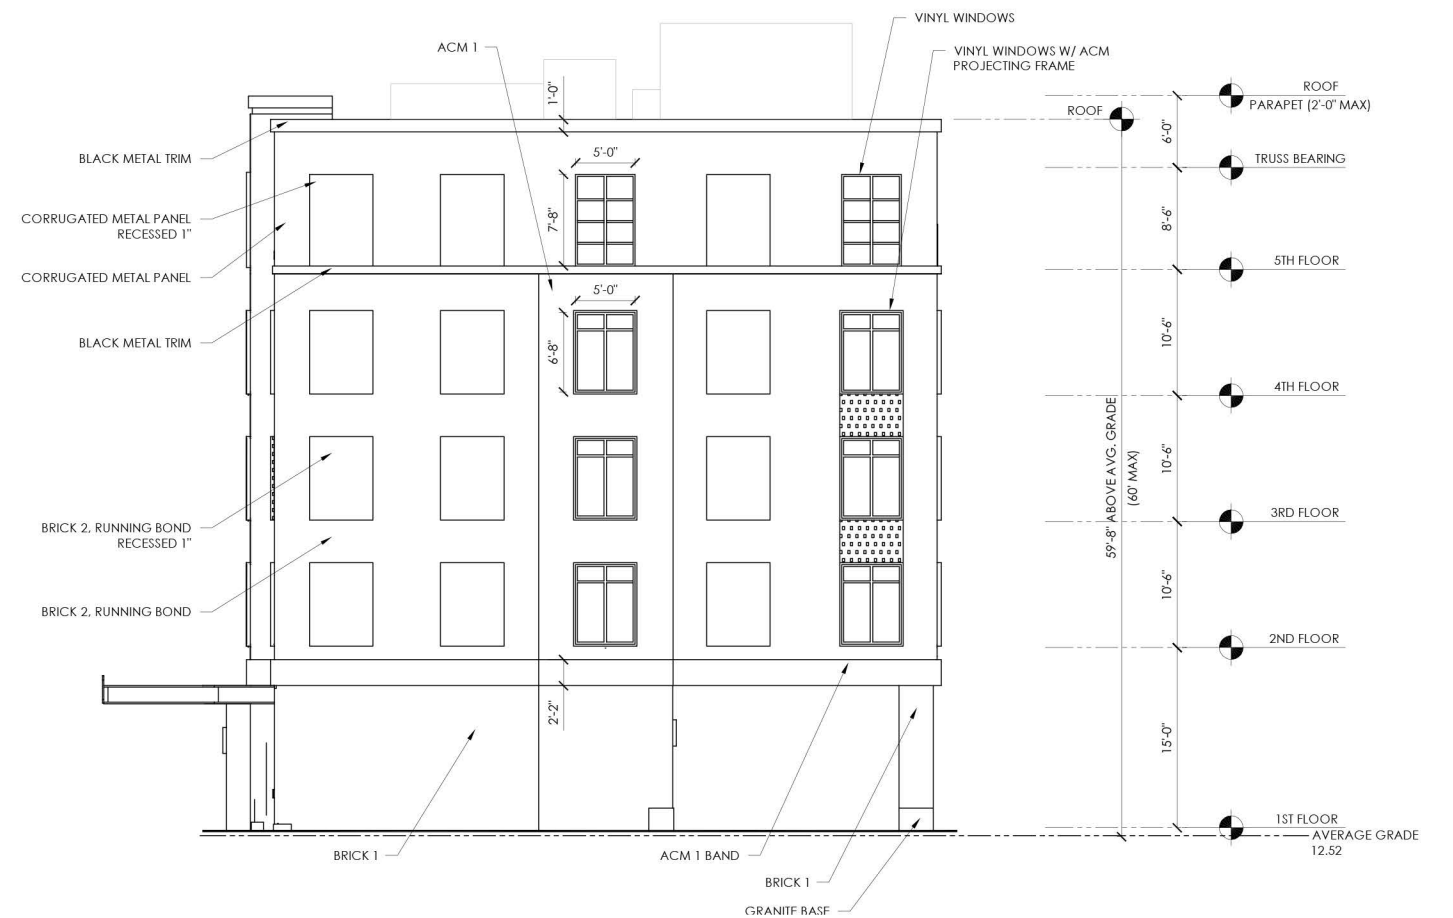 VINYL WINDOWS
ACM 1
VINYL WINDOWS W/ ACM
PROJECTING FRAME
1'-0"
ROOF
PARAPET (2'-0" MAX)
ROOF
6'-0"
BLACK METAL TRIM
5'-0"
TRUSS BEARING
CORRUGATED METAL PANEL
RECESSED 1"
7'-8"
8'-6"
CORRUGATED METAL PANEL
5TH FLOOR
5'-0"
BLACK METAL TRIM
6'-8"
10'-6"
4TH FLOOR
59'-8" ABOVE AVG. GRADE
(60' MAX)
10'-6"
3RD FLOOR
BRICK 2, RUNNING BOND
RECESSED 1"
10'-6"
BRICK 2, RUNNING BOND
2ND FLOOR
2'-2"
15'-0"
1ST FLOOR
AVERAGE GRADE
12.52
BRICK 1
ACM 1 BAND
BRICK 1
GRANITE BASE